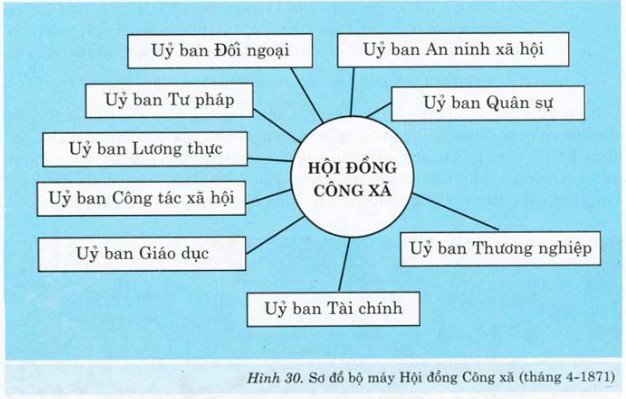 Uỷ ban Đối ngoại
Uỷ ban An ninh xã hội
Uỷ ban Tư pháp
Uỷ ban Quân sự
Uỷ ban Lương thực
HỘI ĐỒNG
CÔNG XÃ
Uỷ ban Công tác xã hội
Uỷ ban Giáo dục
Uỷ ban Thương nghiệp
Uỷ ban Tài chính
Hình 30. Sơ đồ bộ máy Hội đồng Công xã (tháng 4-1871)